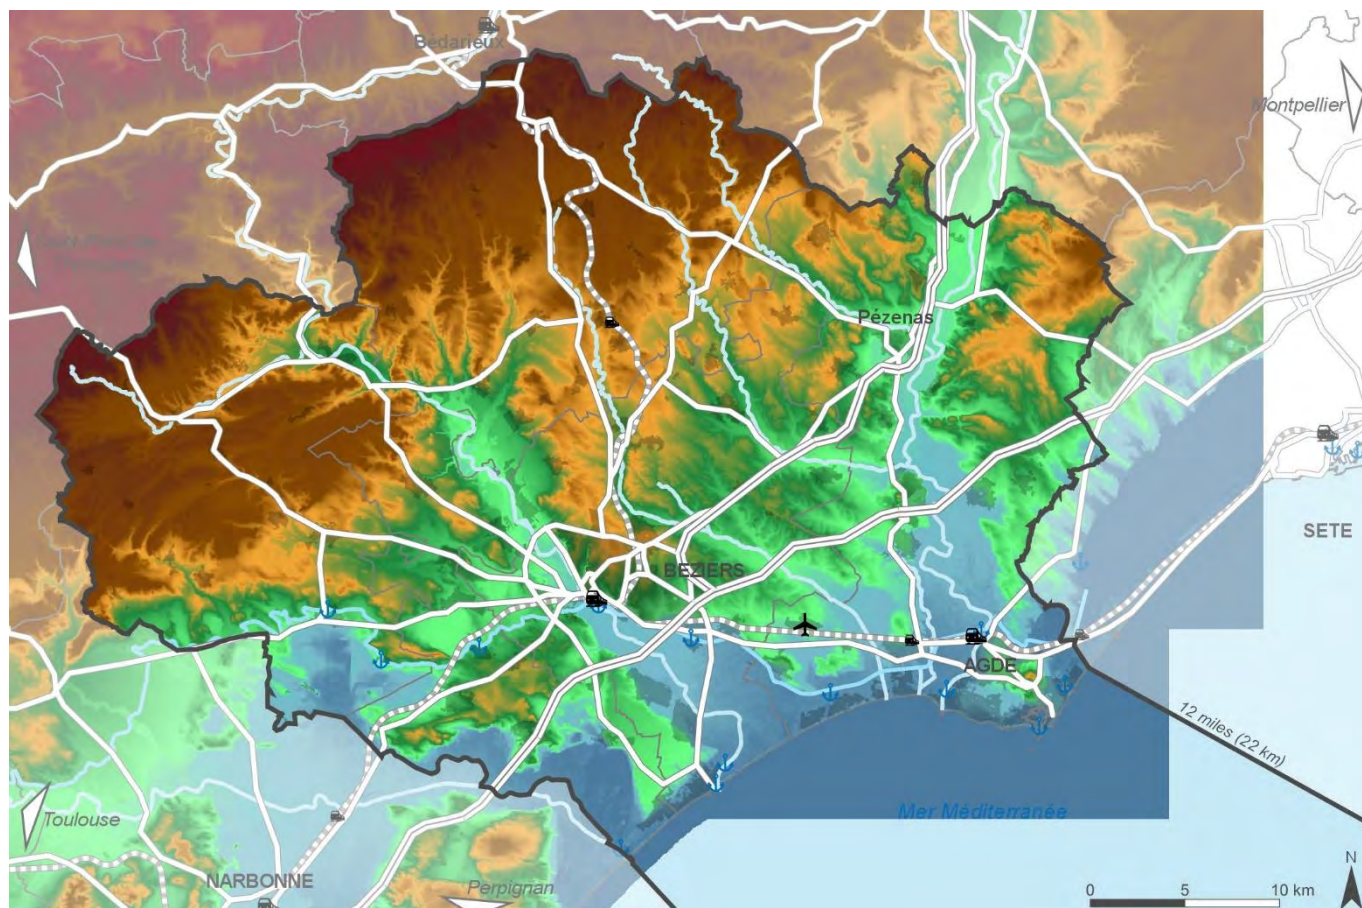 Bédarieux
Montpellier
Pézenas
SETE
BEZIERS
AGDE
12 miles (22 km)
Toulouse
Mer Méditerranée
NARBONNE
Perpignan
N
0 5 10 km